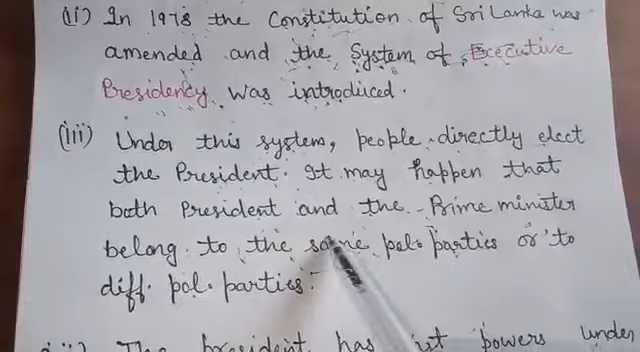 (ii) In 1978 the Constitution of Sri Lanka was
amended and the System of Executive
Presidency was introduced.
(iii) Under this system, people directly elect
the President. It may happen that
both President and the Prime minister
belong to the same pol. parties or to
diff. pol. parties.
The president has powers under